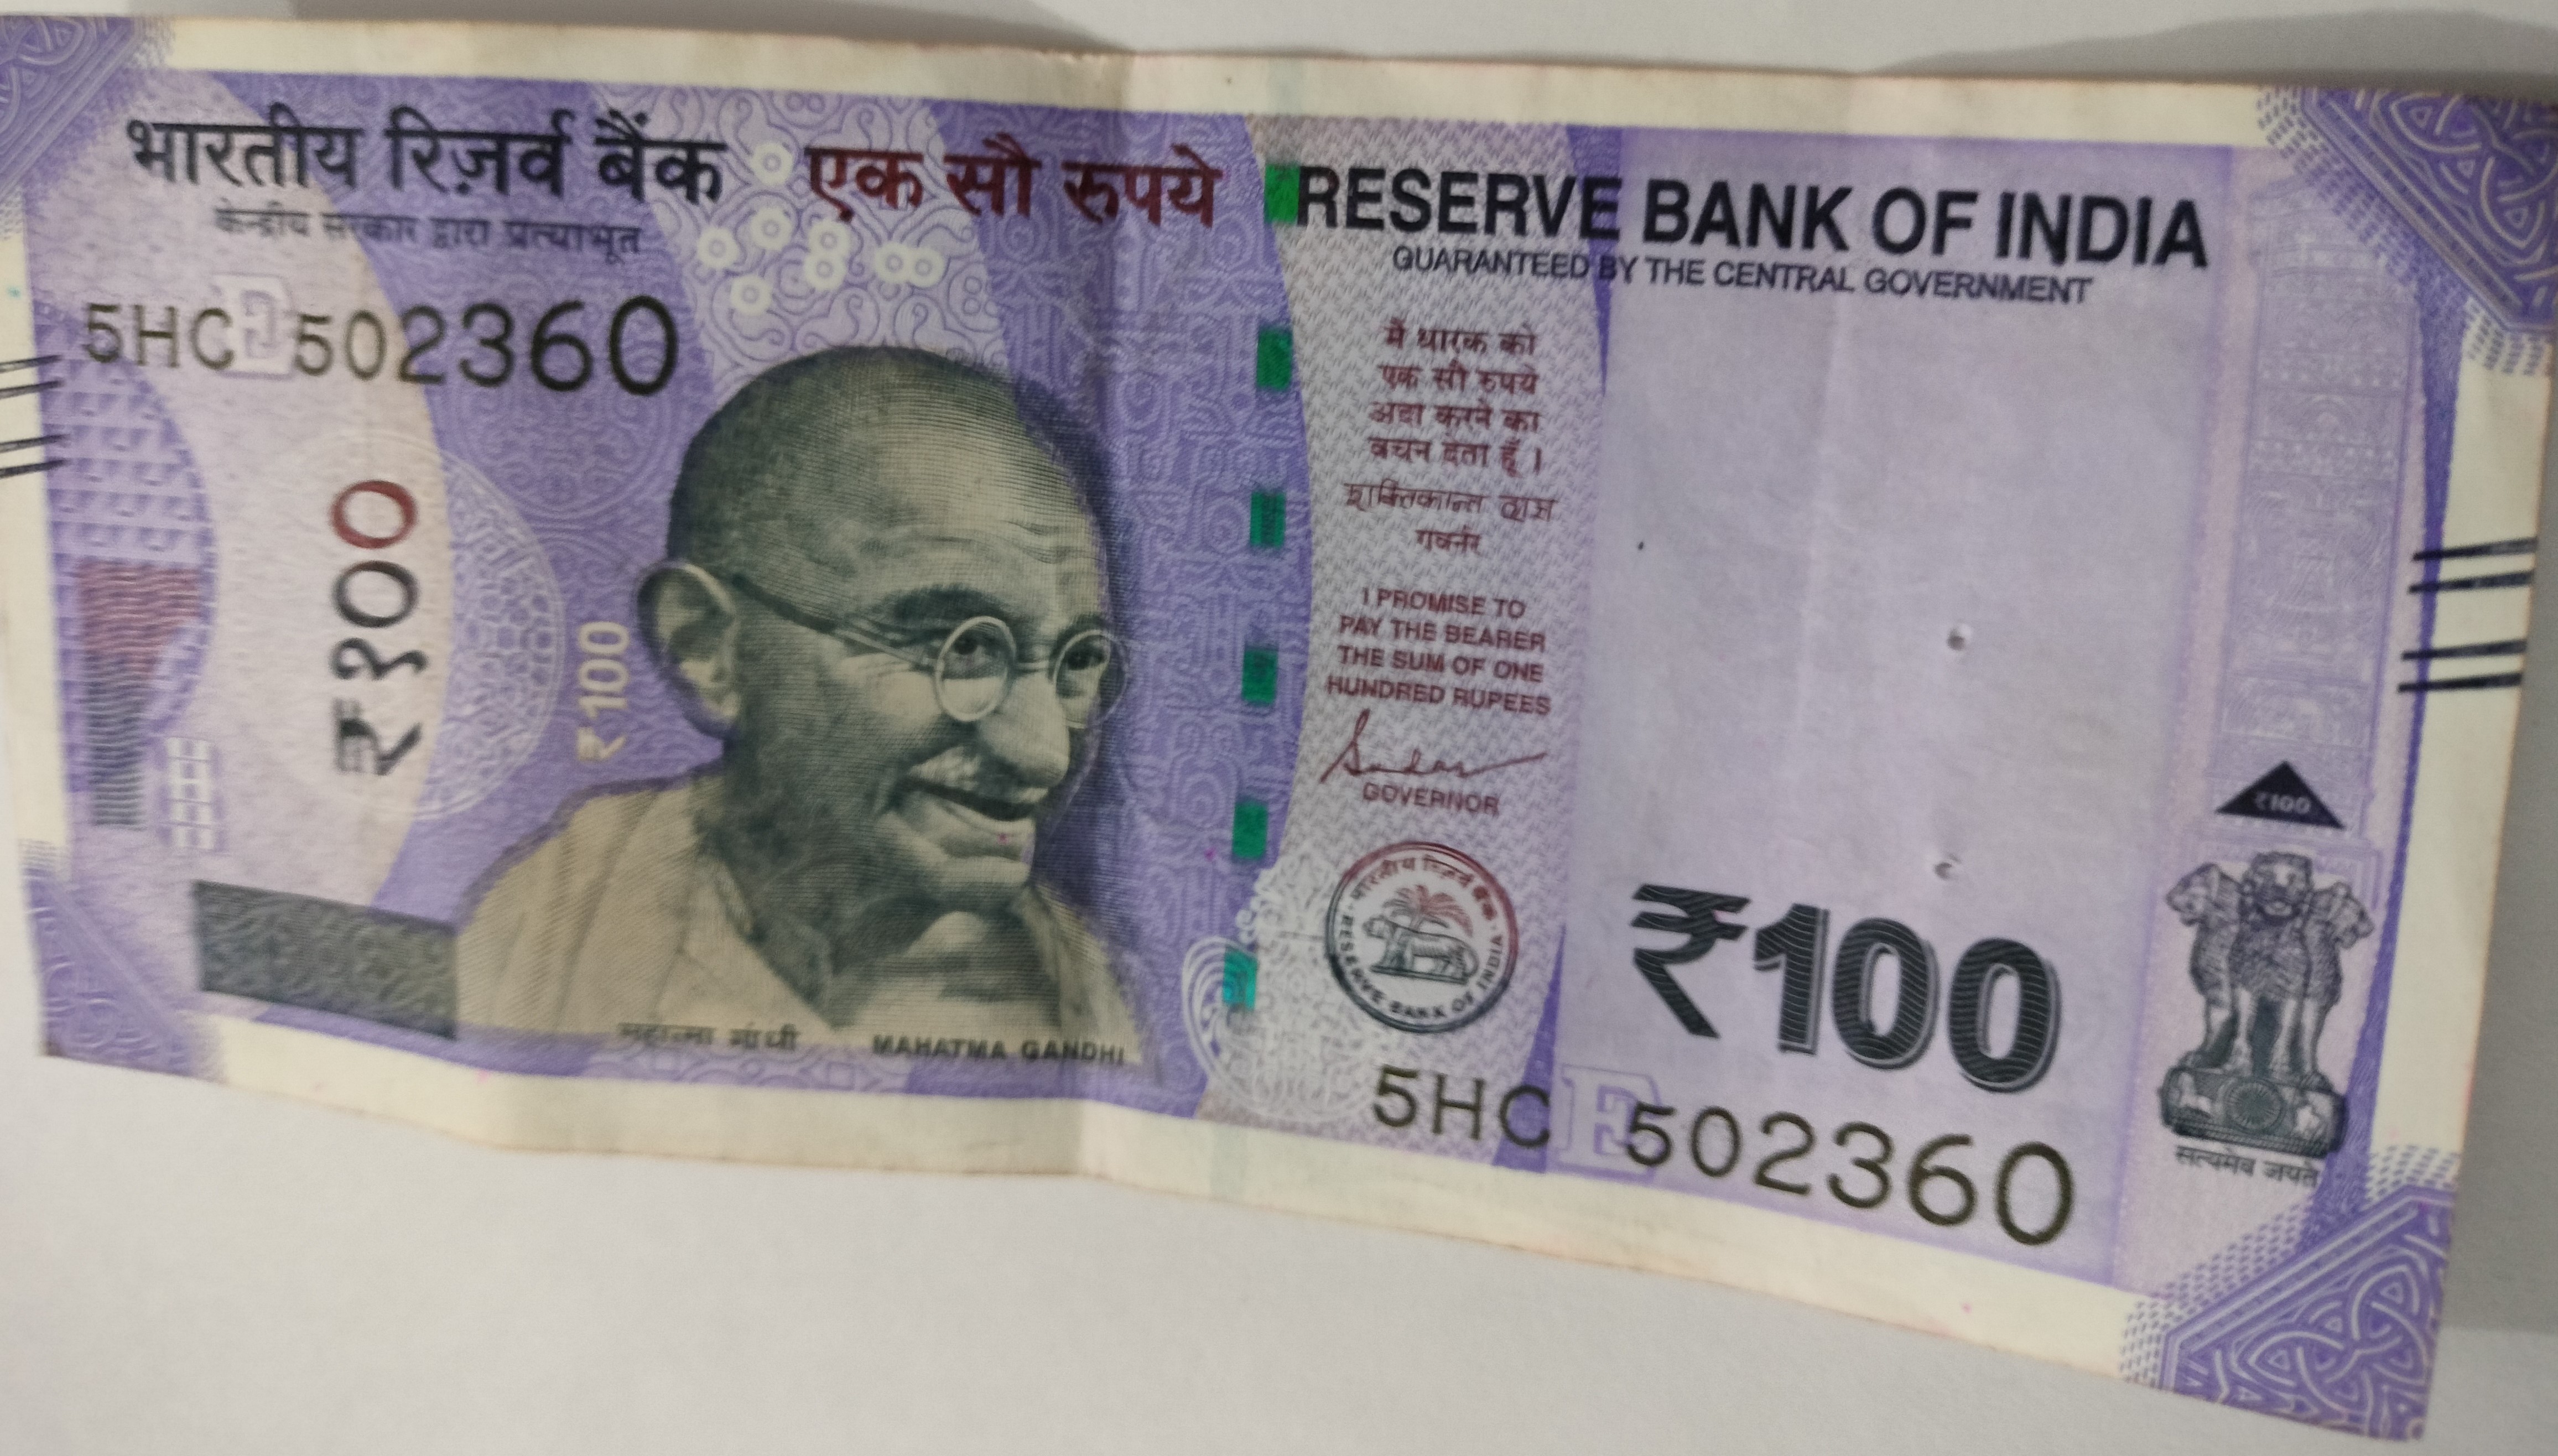 भारतीय रिज़र्व बैंक एक सौ रुपये
केन्द्रीय सरकार द्वारा प्रत्याभूत
5HC 502360
₹१००
₹100
महात्मा गांधी MAHATMA GANDHI
RESERVE BANK OF INDIA
GUARANTEED BY THE CENTRAL GOVERNMENT
मैं धारक को
एक सौ रुपये
अदा करने का
वचन देता हूँ।
शक्तिकान्त दास
गवर्नर
I PROMISE TO
PAY THE BEARER
THE SUM OF ONE
HUNDRED RUPEES
GOVERNOR
भारतीय रिज़र्व बैंक
RESERVE BANK OF INDIA
₹100
₹100
5HC E 502360
सत्यमेव जयते